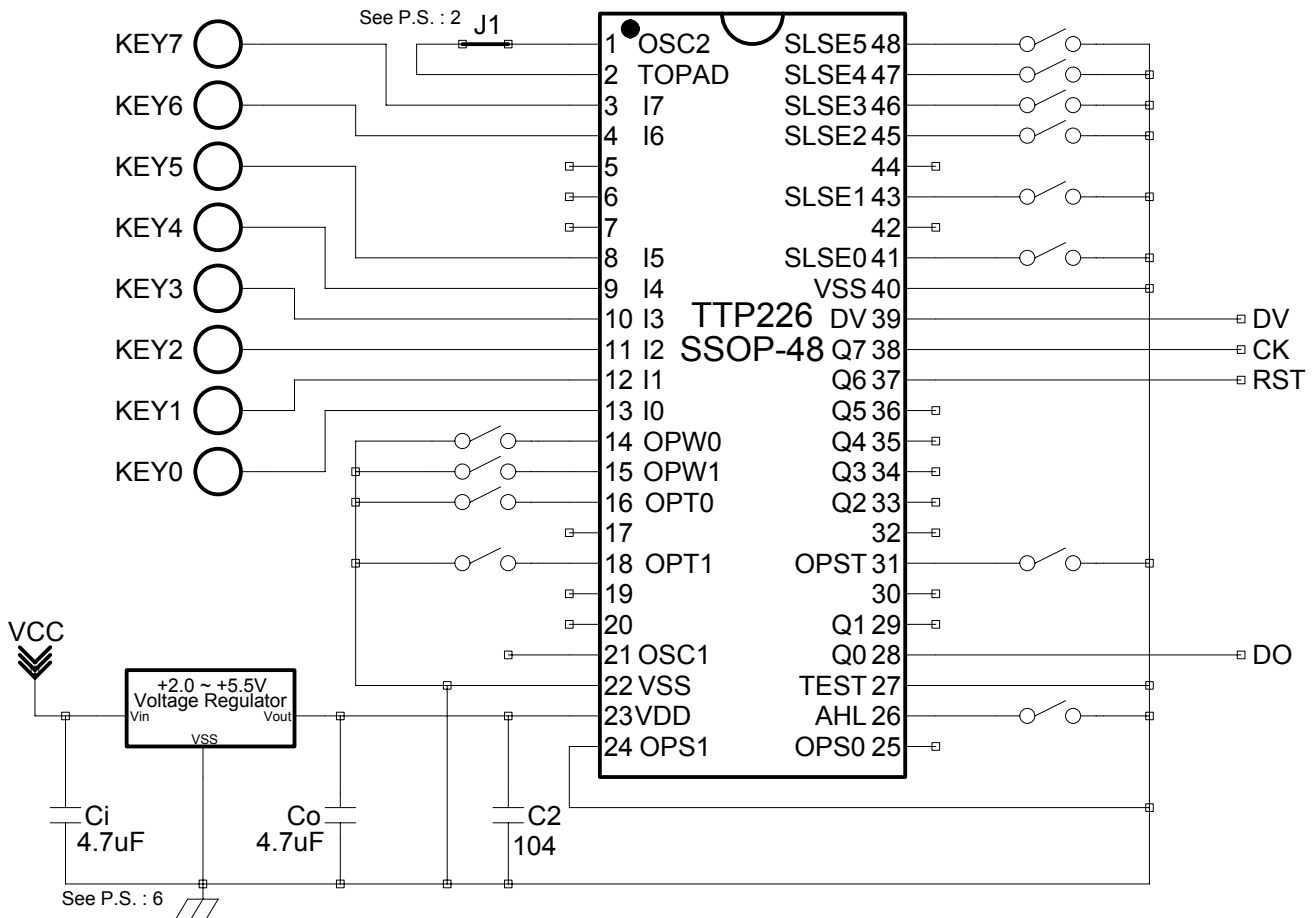 See P.S. : 2
J1
KEY7
KEY6
KEY5
KEY4
KEY3
KEY2
KEY1
KEY0
TTP226
SSOP-48
1 OSC2
2 TOPAD
3 I7
4 I6
5
6
7
8 I5
9 I4
10 I3
11 I2
12 I1
13 I0
14 OPW0
15 OPW1
16 OPT0
17
18 OPT1
19
20
21 OSC1
22 VSS
23 VDD
24 OPS1
SLSE5 48
SLSE4 47
SLSE3 46
SLSE2 45
44
SLSE1 43
42
SLSE0 41
VSS 40
DV 39
Q7 38
Q6 37
Q5 36
Q4 35
Q3 34
Q2 33
32
OPST 31
30
Q1 29
Q0 28
TEST 27
AHL 26
OPS0 25
DV
CK
RST
DO
VCC
+2.0 ~ +5.5V
Voltage Regulator
Vin
Vout
VSS
Ci
4.7uF
Co
4.7uF
C2
104
See P.S. : 6